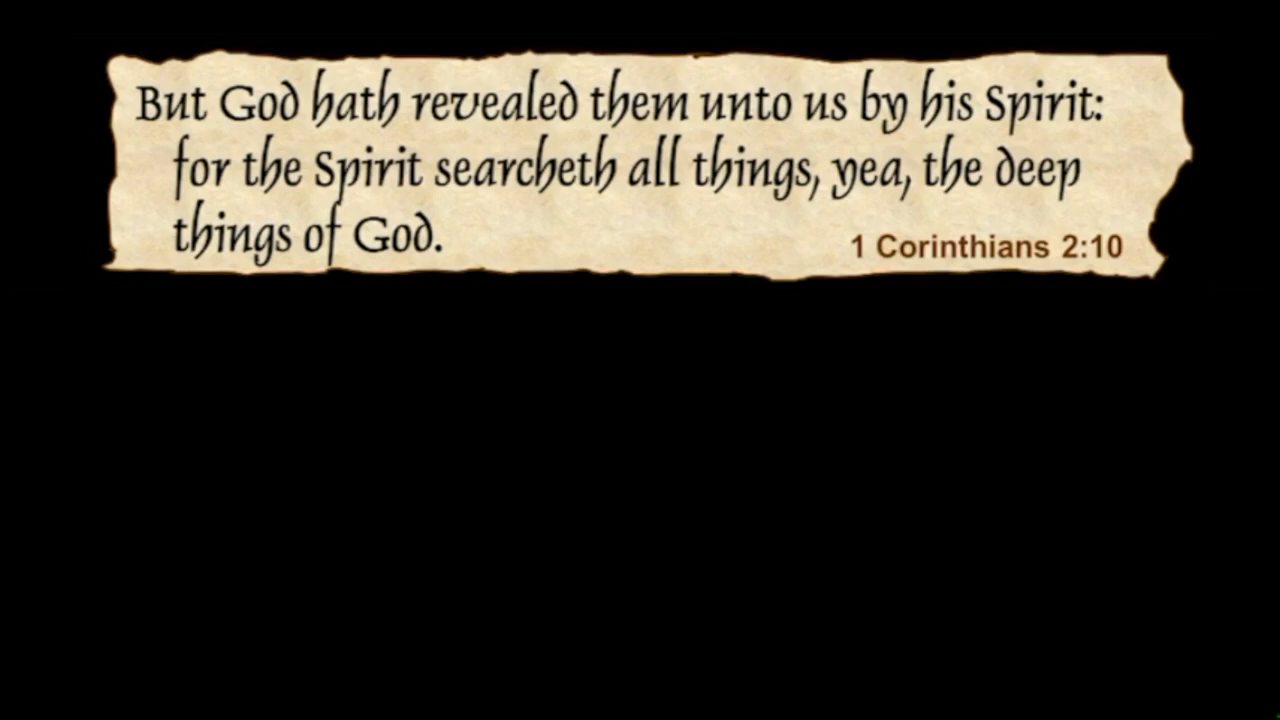 But God hath revealed them unto us by his Spirit:
for the Spirit searcheth all things, yea, the deep
things of God.
1 Corinthians 2:10